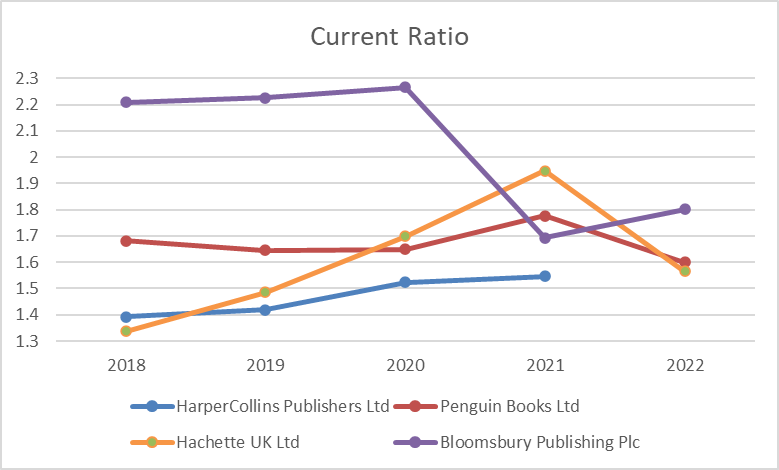 Current Ratio
2.3
2.2
2.1
2
1.9
1.8
1.7
1.6
1.5
1.4
1.3
2018 2019 2020 2021 2022
HarperCollins Publishers Ltd Penguin Books Ltd
Hachette UK Ltd Bloomsbury Publishing Plc